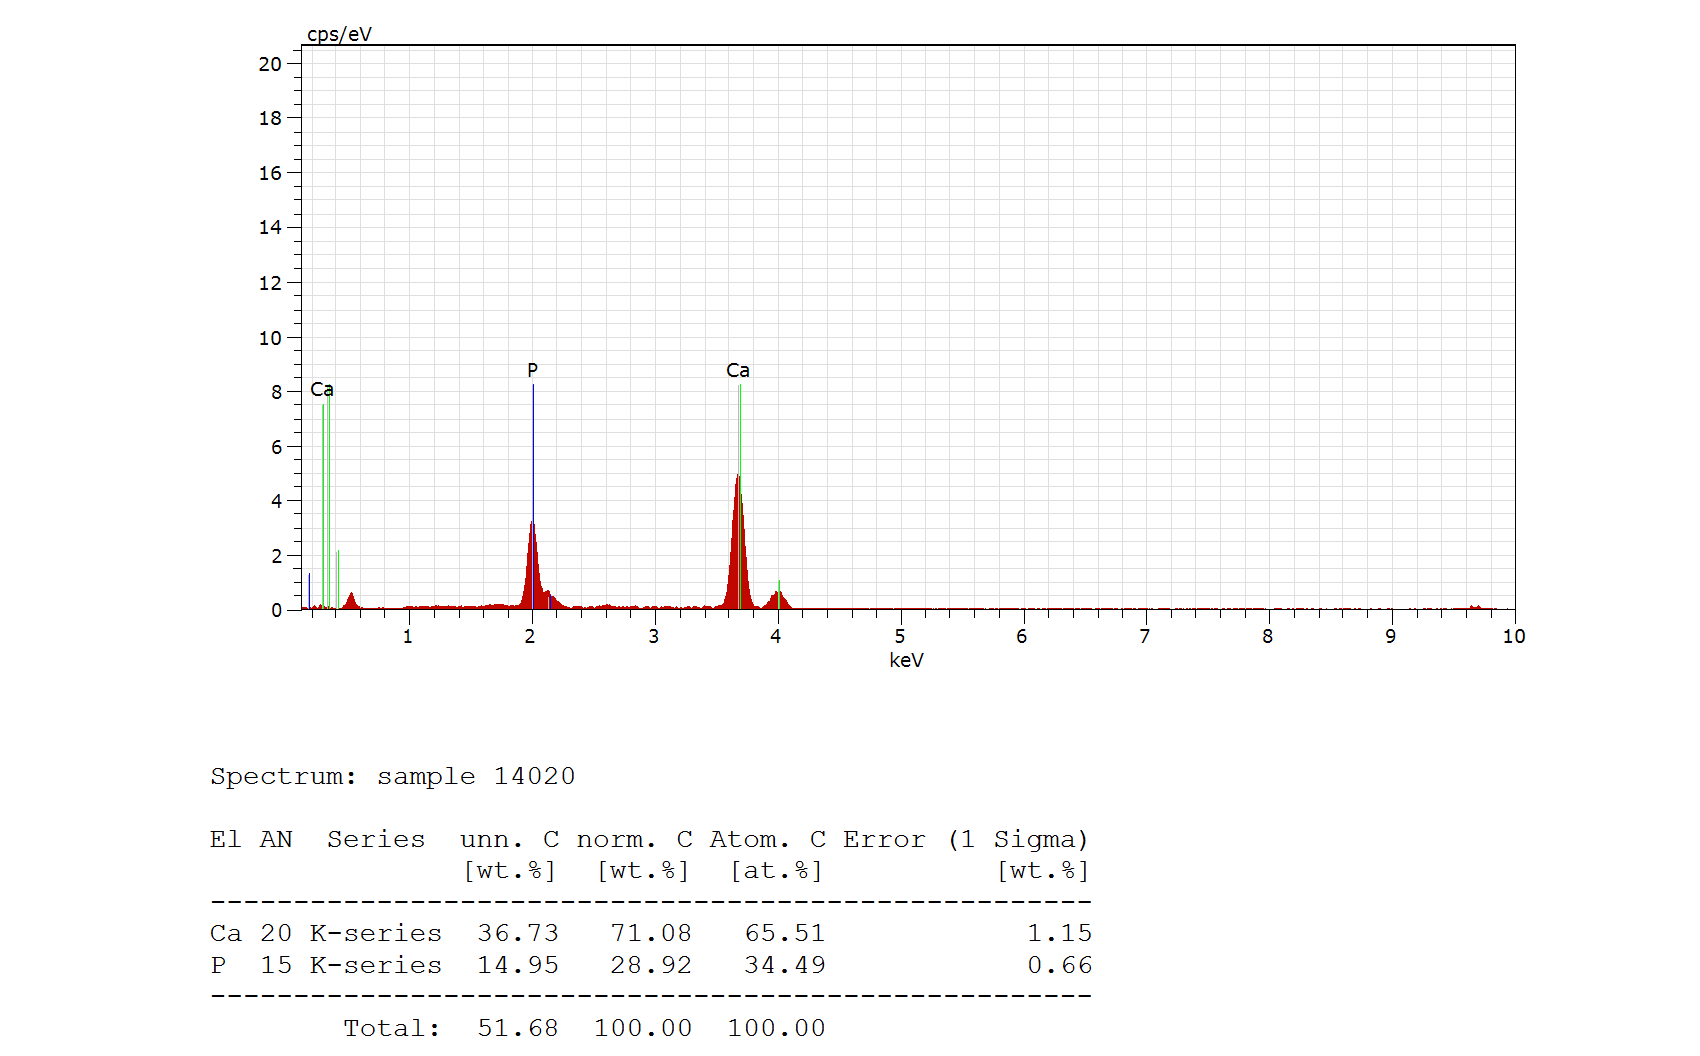 cps/eV
20
18
16
14
12
10
8
6
4
2
0
Ca
P
Ca
1 2 3 4 5 6 7 8 9 10
keV
Spectrum: sample 14020
El AN Series unn. C norm. C Atom. C Error (1 Sigma)
[wt.%] [wt.%] [at.%] [wt.%]
Ca 20 K-series 36.73 71.08 65.51 1.15
P 15 K-series 14.95 28.92 34.49 0.66
Total: 51.68 100.00 100.00